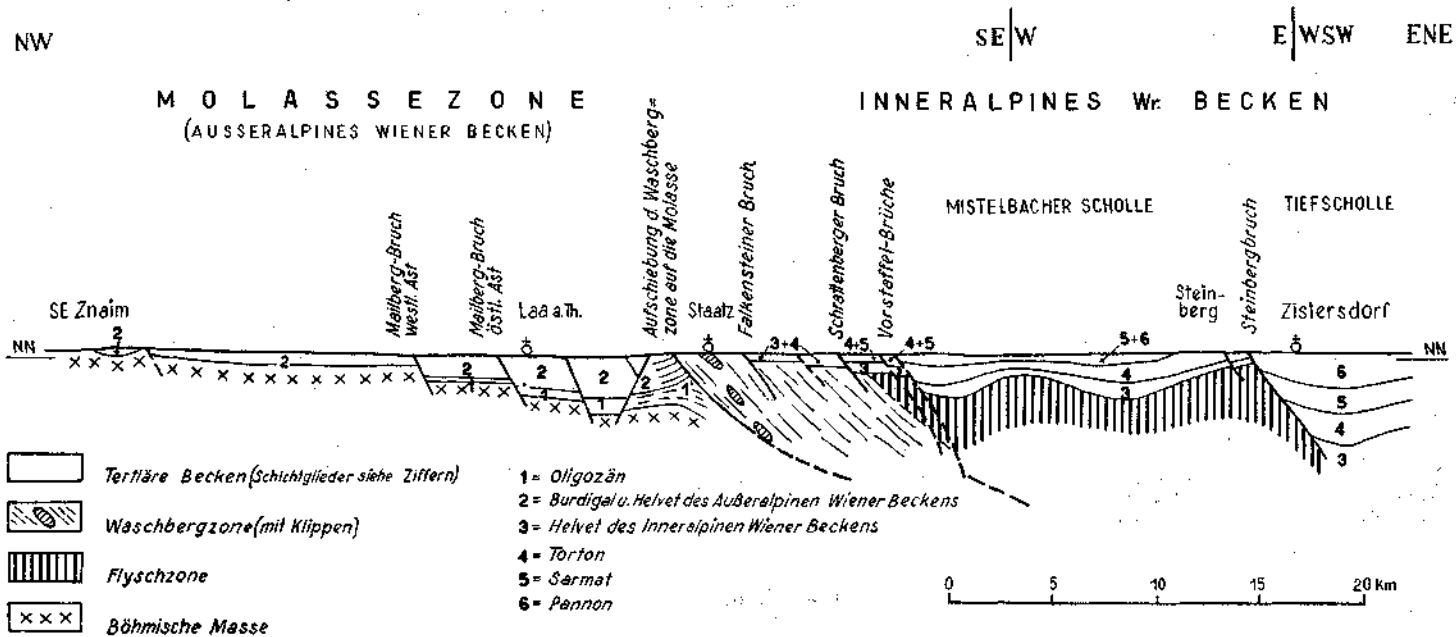 NW
SE|W
E|WSW
ENE
MOLASSEZONE
(AUSSERALPINES WIENER BECKEN)
INNERALPINES Wr. BECKEN
Mailberg-Bruch
westl. Ast
Mailberg-Bruch
östl. Ast
Aufschiebung d. Waschberg=
zone auf die Molasse
Falkensteiner Bruch
Schrattenberger Bruch
Vorstaffel-Brüche
MISTELBACHER SCHOLLE
Steinbergbruch
TIEFSCHOLLE
SE Znaim
Laa a.Th.
Staatz
Stein-
berg
Zistersdorf
NN
2
2
2
1
2
1
2
1
2
1
3+4
4+5
3
4+5
5+6
4
3
6
5
4
3
NN
Tertiäre Becken (Schichtglieder siehe Ziffern)
Waschbergzone (mit Klippen)
Flyschzone
Böhmische Masse
1 = Oligozän
2 = Burdigal u. Helvet des Außeralpinen Wiener Beckens
3 = Helvet des Inneralpinen Wiener Beckens
4 = Torton
5 = Sarmat
6 = Pannon
0 5 10 15 20 Km